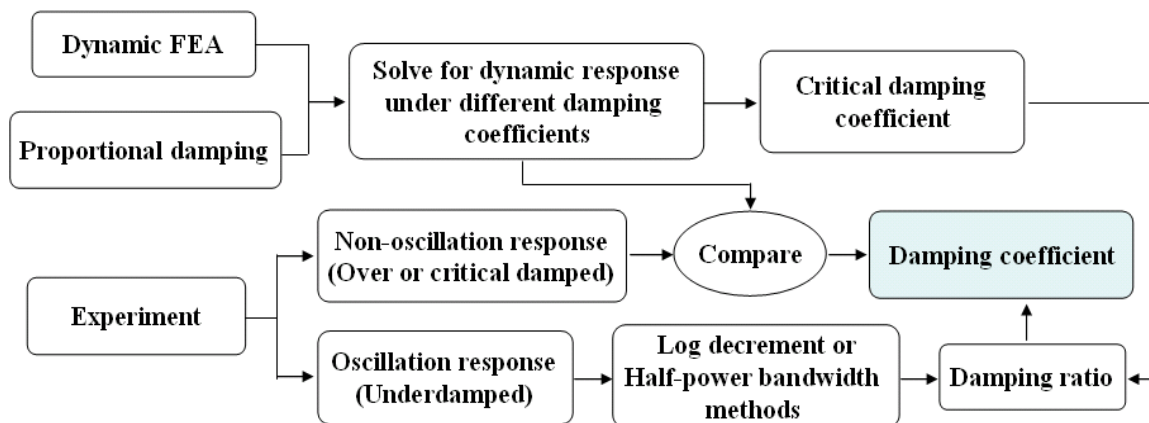 Dynamic FEA
Proportional damping
Solve for dynamic response
under different damping
coefficients
Critical damping
coefficient
Experiment
Non-oscillation response
(Over or critical damped)
Compare
Damping coefficient
Oscillation response
(Underdamped)
Log decrement or
Half-power bandwidth
methods
Damping ratio